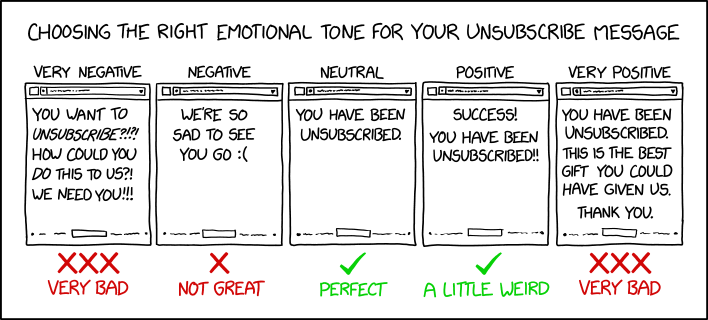 CHOOSING THE RIGHT EMOTIONAL TONE FOR YOUR UNSUBSCRIBE MESSAGE
VERY NEGATIVE
YOU WANT TO
UNSUBSCRIBE?!?!
HOW COULD YOU
DO THIS TO US?!
WE NEED YOU!!!
XXX
VERY BAD
NEGATIVE
WE'RE SO
SAD TO SEE
YOU GO :(
X
NOT GREAT
NEUTRAL
YOU HAVE BEEN
UNSUBSCRIBED.
✓
PERFECT
POSITIVE
SUCCESS!
YOU HAVE BEEN
UNSUBSCRIBED!!
✓
A LITTLE WEIRD
VERY POSITIVE
YOU HAVE BEEN
UNSUBSCRIBED.
THIS IS THE BEST
GIFT YOU COULD
HAVE GIVEN US.
THANK YOU.
XXX
VERY BAD